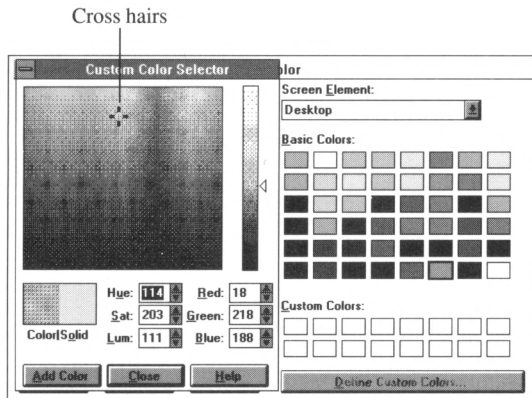 Cross hairs
Custom Color Selector
olor
Screen Element:
Desktop
Basic Colors:
Hue: 114 Red: 18
Sat: 203 Green: 218
Color|Solid Lum: 111 Blue: 188
Custom Colors:
Add Color Close Help
Define Custom Colors...